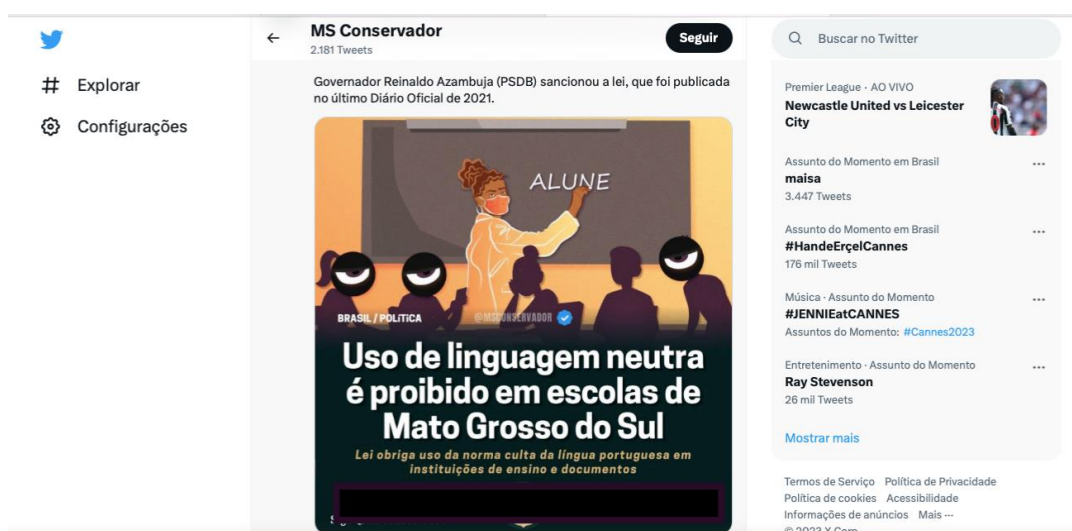 Explorar
Configurações
MS Conservador
2.181 Tweets
Seguir
Governador Reinaldo Azambuja (PSDB) sancionou a lei, que foi publicada
no último Diário Oficial de 2021.
ALUNE
BRASIL / POLÍTICA
@MSCONSERVADOR
Uso de linguagem neutra
é proibido em escolas de
Mato Grosso do Sul
Lei obriga uso da norma culta da língua portuguesa em
instituições de ensino e documentos
Buscar no Twitter
Premier League · AO VIVO
Newcastle United vs Leicester
City
Assunto do Momento em Brasil
maisa
3.447 Tweets
Assunto do Momento em Brasil
#HandeErçelCannes
176 mil Tweets
Música · Assunto do Momento
#JENNIEatCANNES
Assuntos do Momento: #Cannes2023
Entretenimento · Assunto do Momento
Ray Stevenson
26 mil Tweets
Mostrar mais
Termos de Serviço Política de Privacidade
Política de cookies Acessibilidade
Informações de anúncios Mais ···
© 2023 X Corp.